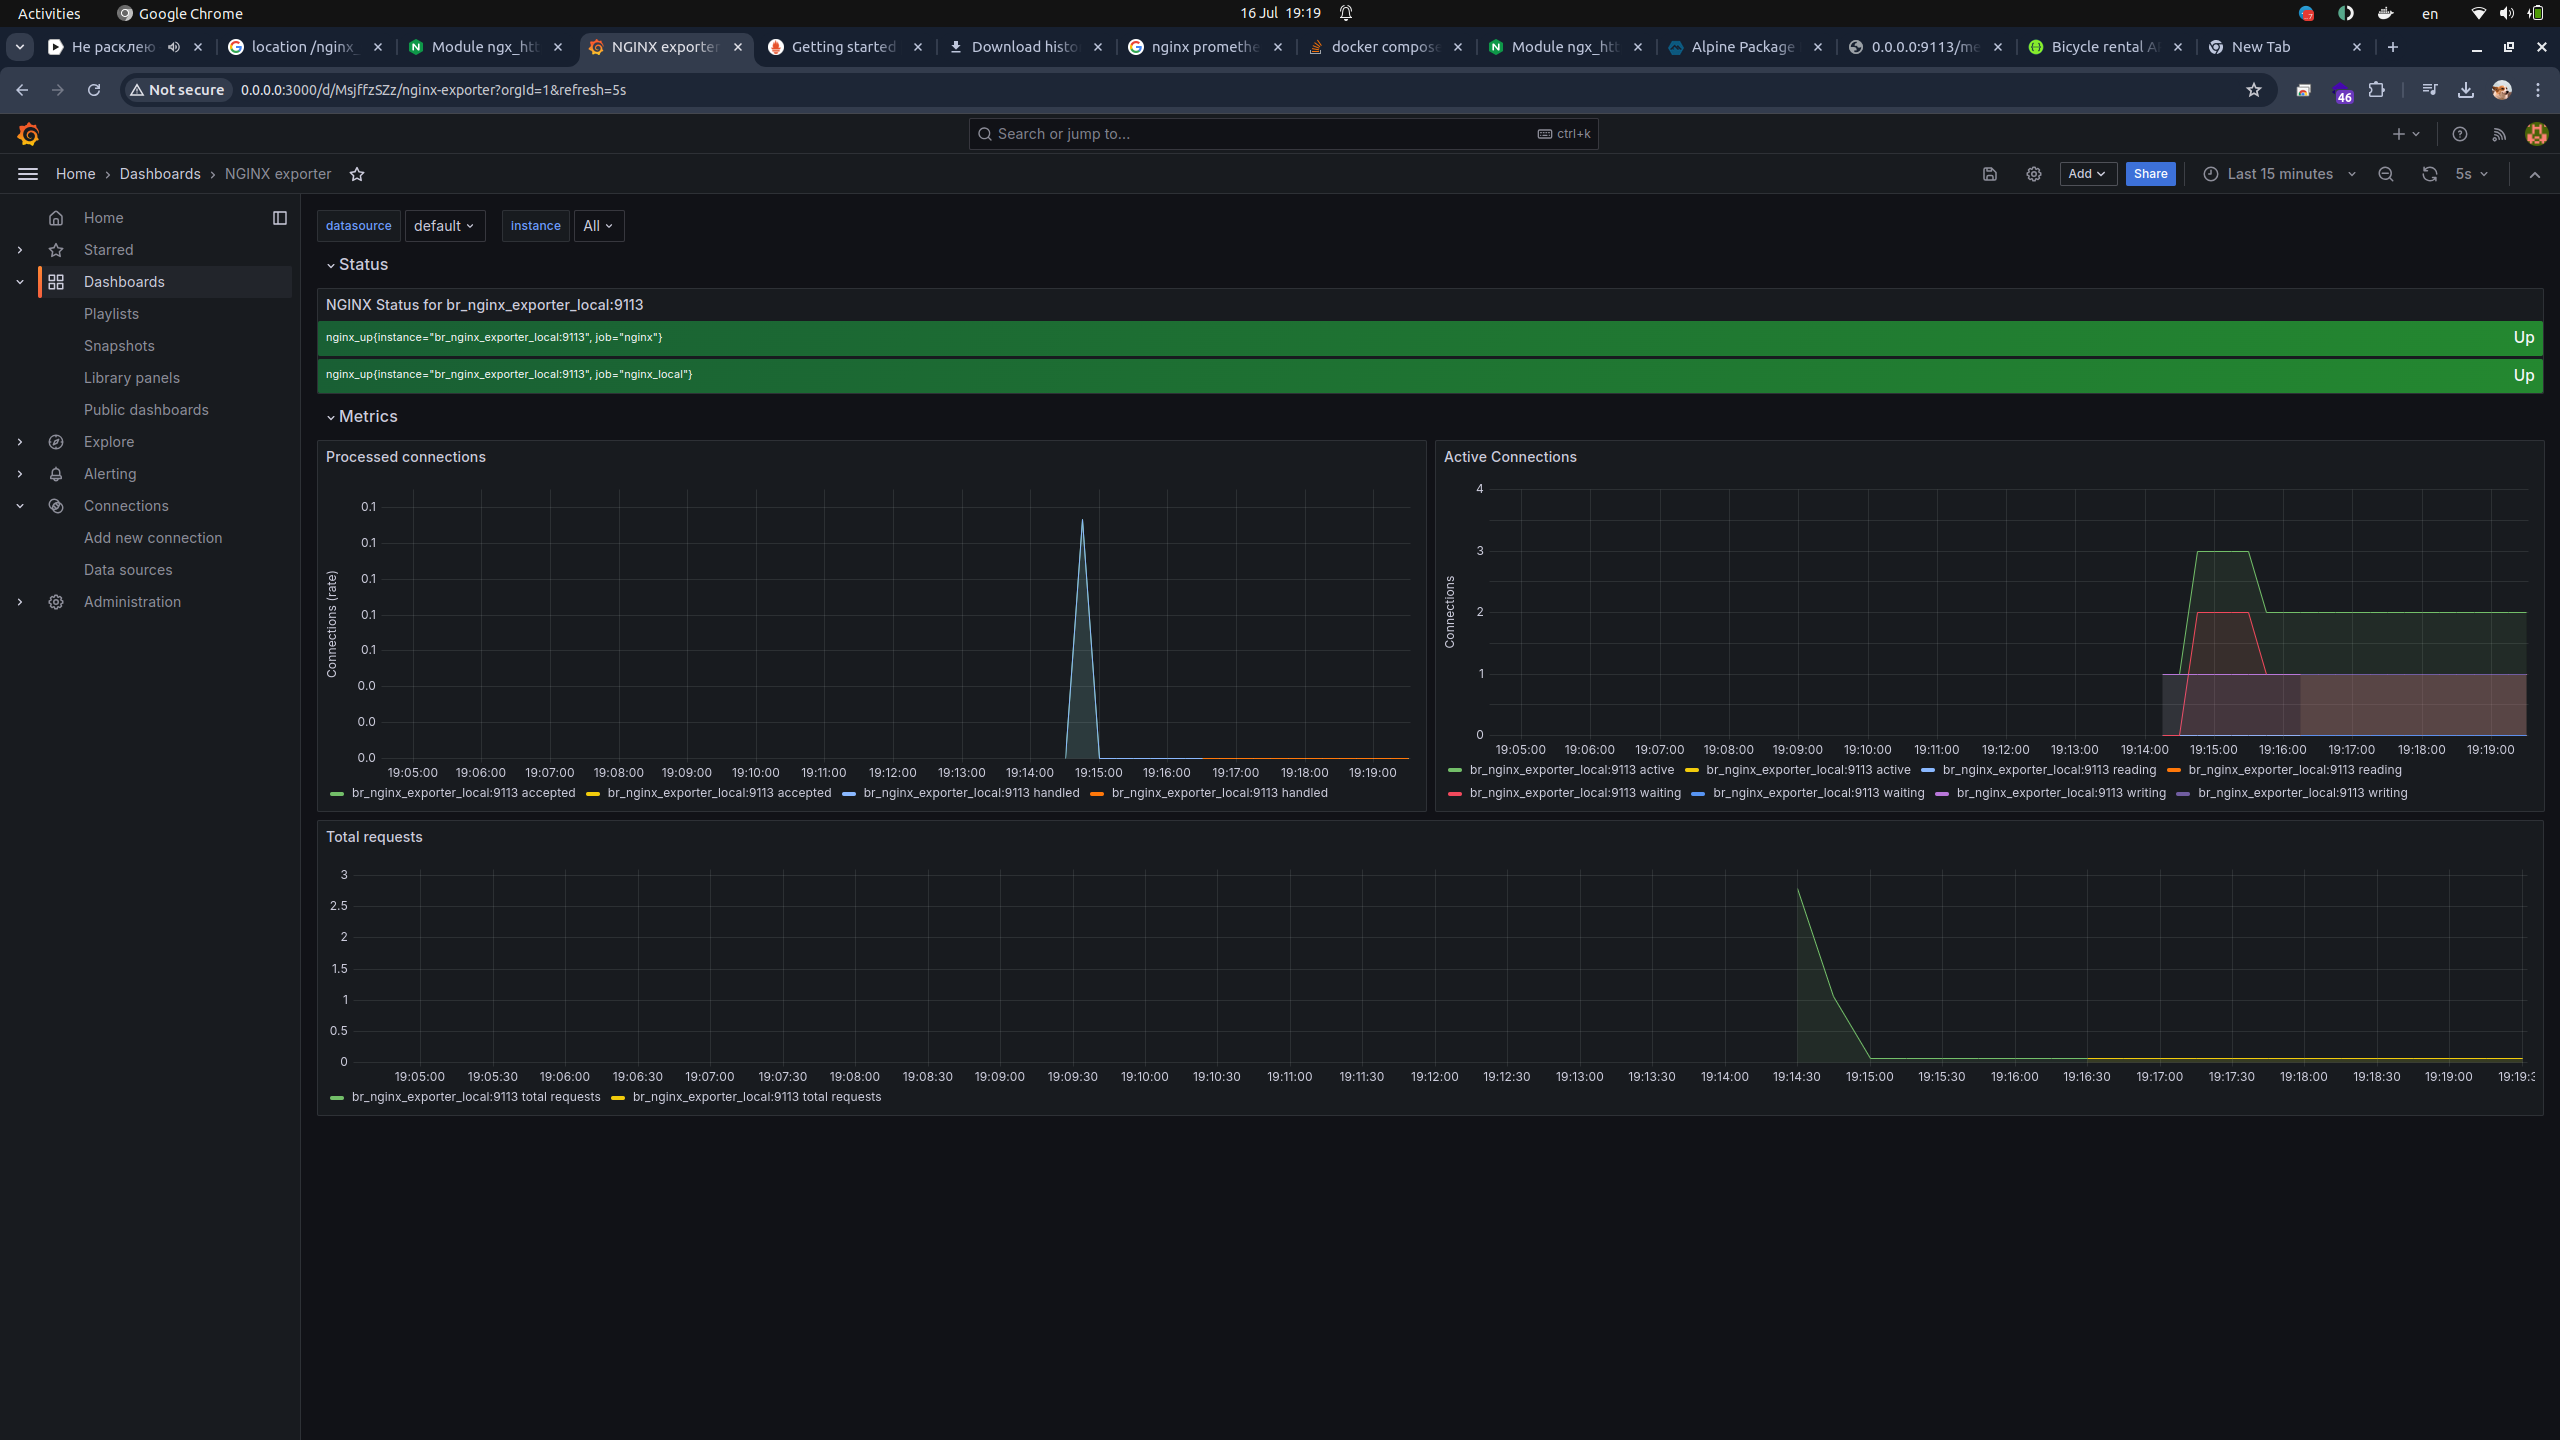 Activities Google Chrome 16 Jul 19:19 en
Не расклею location /nginx_ Module ngx_htt NGINX exporter Getting started Download histo nginx promethe docker compose Module ngx_htt Alpine Package 0.0.0.0:9113/me Bicycle rental A New Tab
Not secure 0.0.0.0:3000/d/MsjffzSZz/nginx-exporter?orgId=1&refresh=5s 46
Search or jump to... ctrl+k
Home › Dashboards › NGINX exporter Add Share Last 15 minutes 5s
Home
Starred
Dashboards
Playlists
Snapshots
Library panels
Public dashboards
Explore
Alerting
Connections
Add new connection
Data sources
Administration
datasource default instance All
Status
NGINX Status for br_nginx_exporter_local:9113
nginx_up{instance="br_nginx_exporter_local:9113", job="nginx"} Up
nginx_up{instance="br_nginx_exporter_local:9113", job="nginx_local"} Up
Metrics
Processed connections
Connections (rate)
0.1
0.1
0.1
0.1
0.1
0.0
0.0
0.0
19:05:00 19:06:00 19:07:00 19:08:00 19:09:00 19:10:00 19:11:00 19:12:00 19:13:00 19:14:00 19:15:00 19:16:00 19:17:00 19:18:00 19:19:00
br_nginx_exporter_local:9113 accepted br_nginx_exporter_local:9113 accepted br_nginx_exporter_local:9113 handled br_nginx_exporter_local:9113 handled
Active Connections
Connections
4
3
2
1
0
19:05:00 19:06:00 19:07:00 19:08:00 19:09:00 19:10:00 19:11:00 19:12:00 19:13:00 19:14:00 19:15:00 19:16:00 19:17:00 19:18:00 19:19:00
br_nginx_exporter_local:9113 active br_nginx_exporter_local:9113 active br_nginx_exporter_local:9113 reading br_nginx_exporter_local:9113 reading
br_nginx_exporter_local:9113 waiting br_nginx_exporter_local:9113 waiting br_nginx_exporter_local:9113 writing br_nginx_exporter_local:9113 writing
Total requests
3
2.5
2
1.5
1
0.5
0
19:05:00 19:05:30 19:06:00 19:06:30 19:07:00 19:07:30 19:08:00 19:08:30 19:09:00 19:09:30 19:10:00 19:10:30 19:11:00 19:11:30 19:12:00 19:12:30 19:13:00 19:13:30 19:14:00 19:14:30 19:15:00 19:15:30 19:16:00 19:16:30 19:17:00 19:17:30 19:18:00 19:18:30 19:19:00 19:19:3
br_nginx_exporter_local:9113 total requests br_nginx_exporter_local:9113 total requests